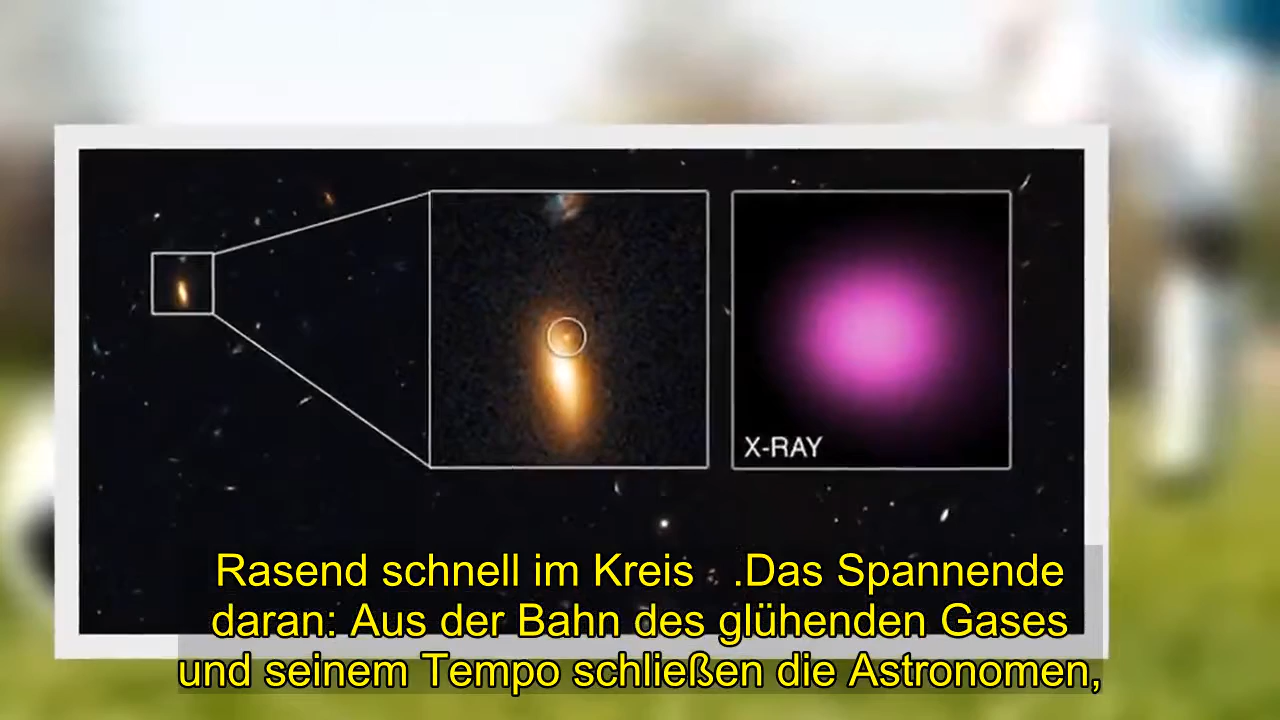 X-RAY
Rasend schnell im Kreis .Das Spannende
daran: Aus der Bahn des glühenden Gases
und seinem Tempo schließen die Astronomen,